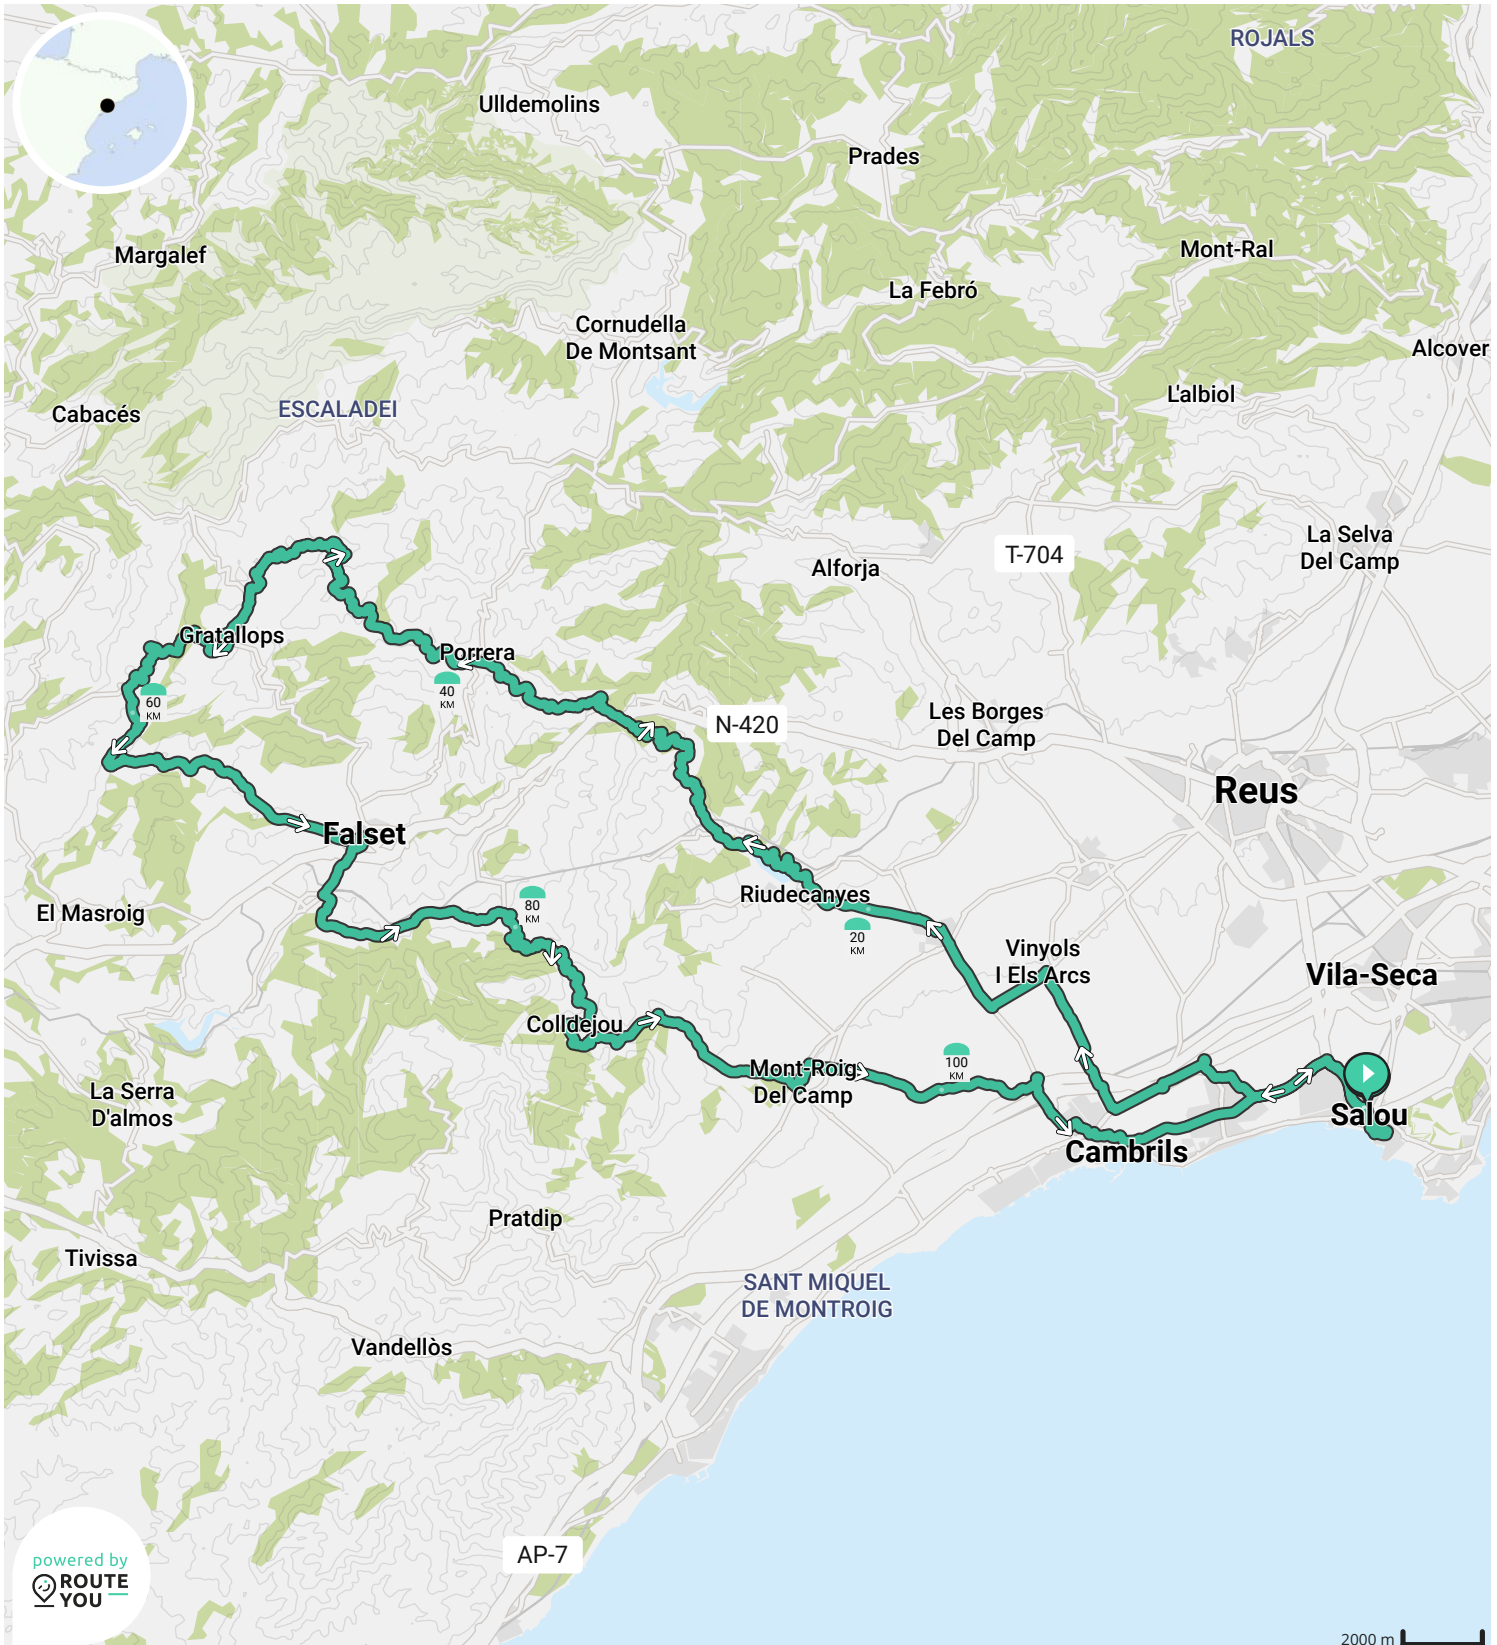 ROJALS
Ulldemolins
Prades
Margalef
Mont-Ral
La Febró
Cornudella
De Montsant
Alcover
L'albiol
Cabacés
ESCALADEI
La Selva
Del Camp
T-704
Alforja
Gratallops
Porrera
40
KM
60
KM
N-420
Les Borges
Del Camp
Reus
Falset
Riudecanyes
80
KM
El Masroig
20
KM
Vinyols
I Els Arcs
Vila-Seca
Colldejou
100
KM
Mont-Roig
Del Camp
La Serra
D'almos
Salou
Cambrils
Pratdip
Tivissa
SANT MIQUEL
DE MONTROIG
Vandellòs
AP-7
powered by
ROUTE
YOU
2000 m